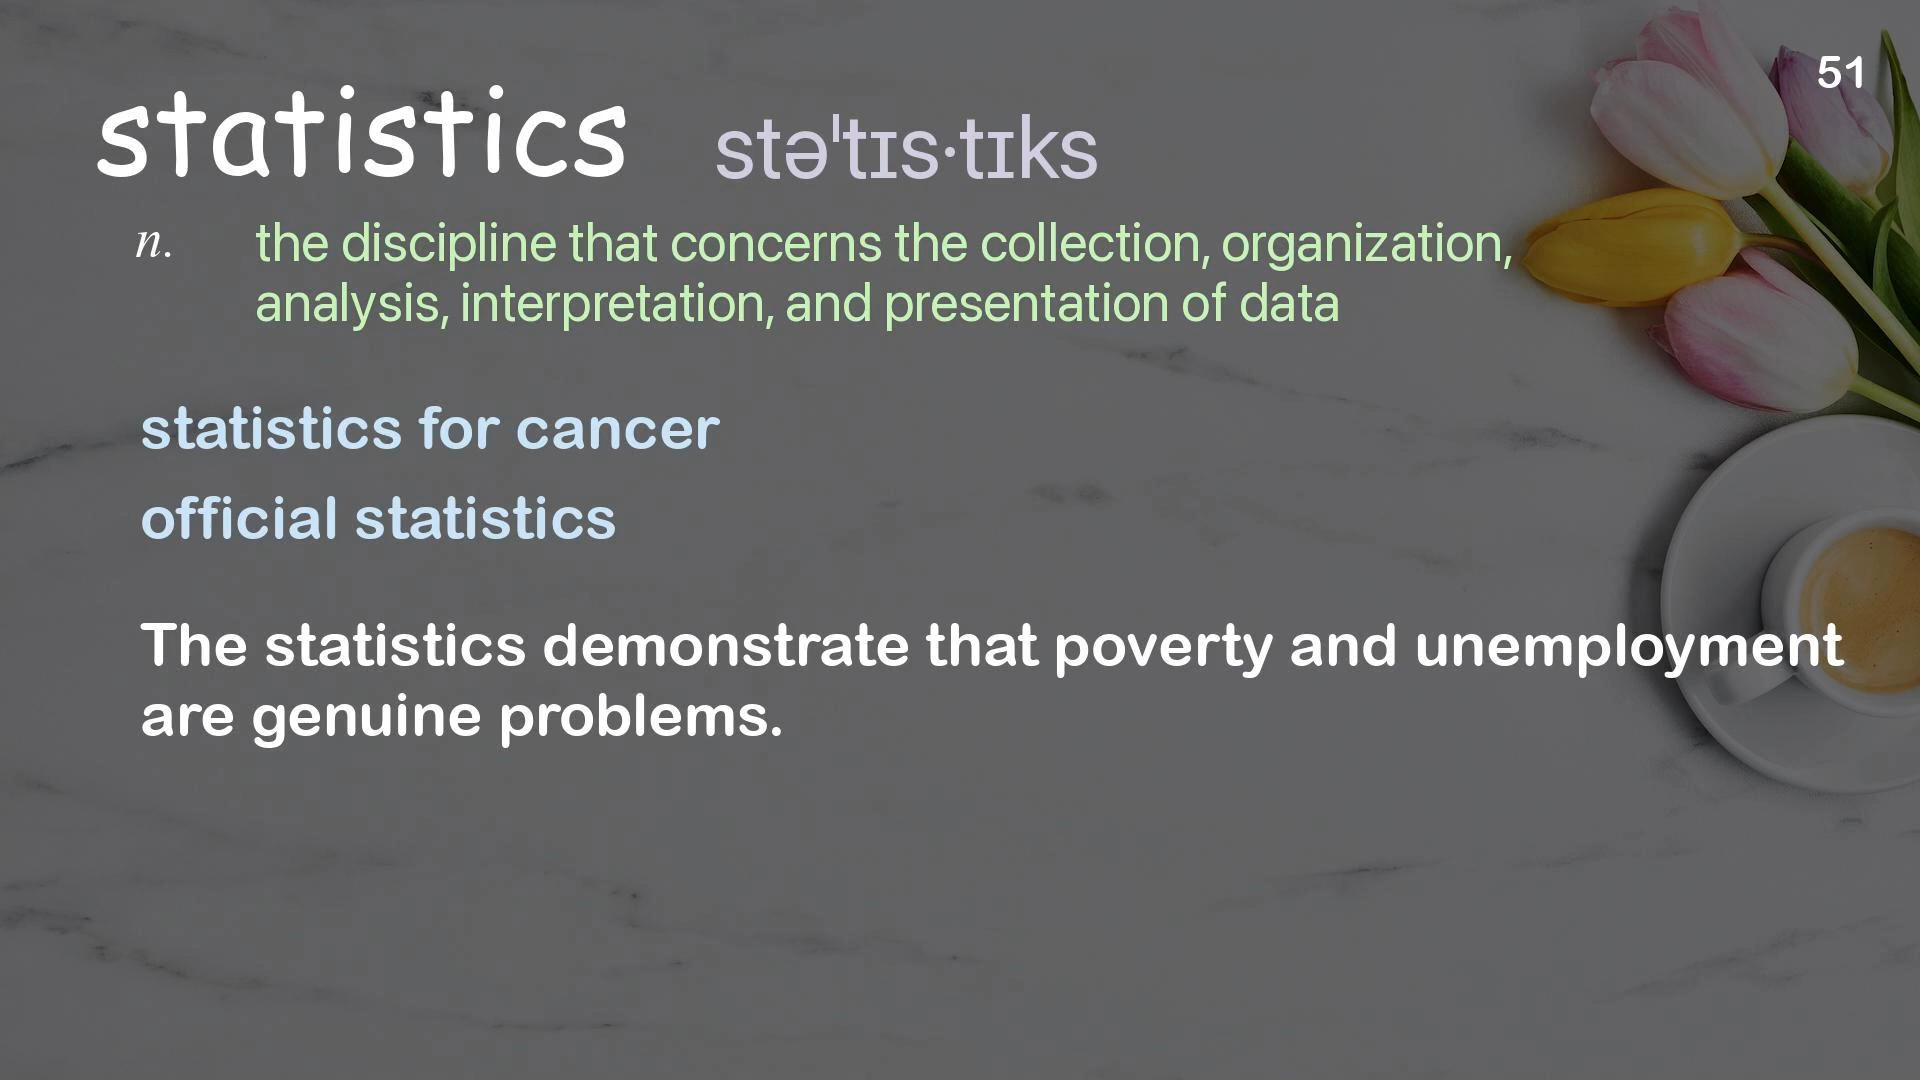 51
statistics stəˈtɪs·tɪks
n. the discipline that concerns the collection, organization,
analysis, interpretation, and presentation of data
statistics for cancer
official statistics
The statistics demonstrate that poverty and unemployment
are genuine problems.